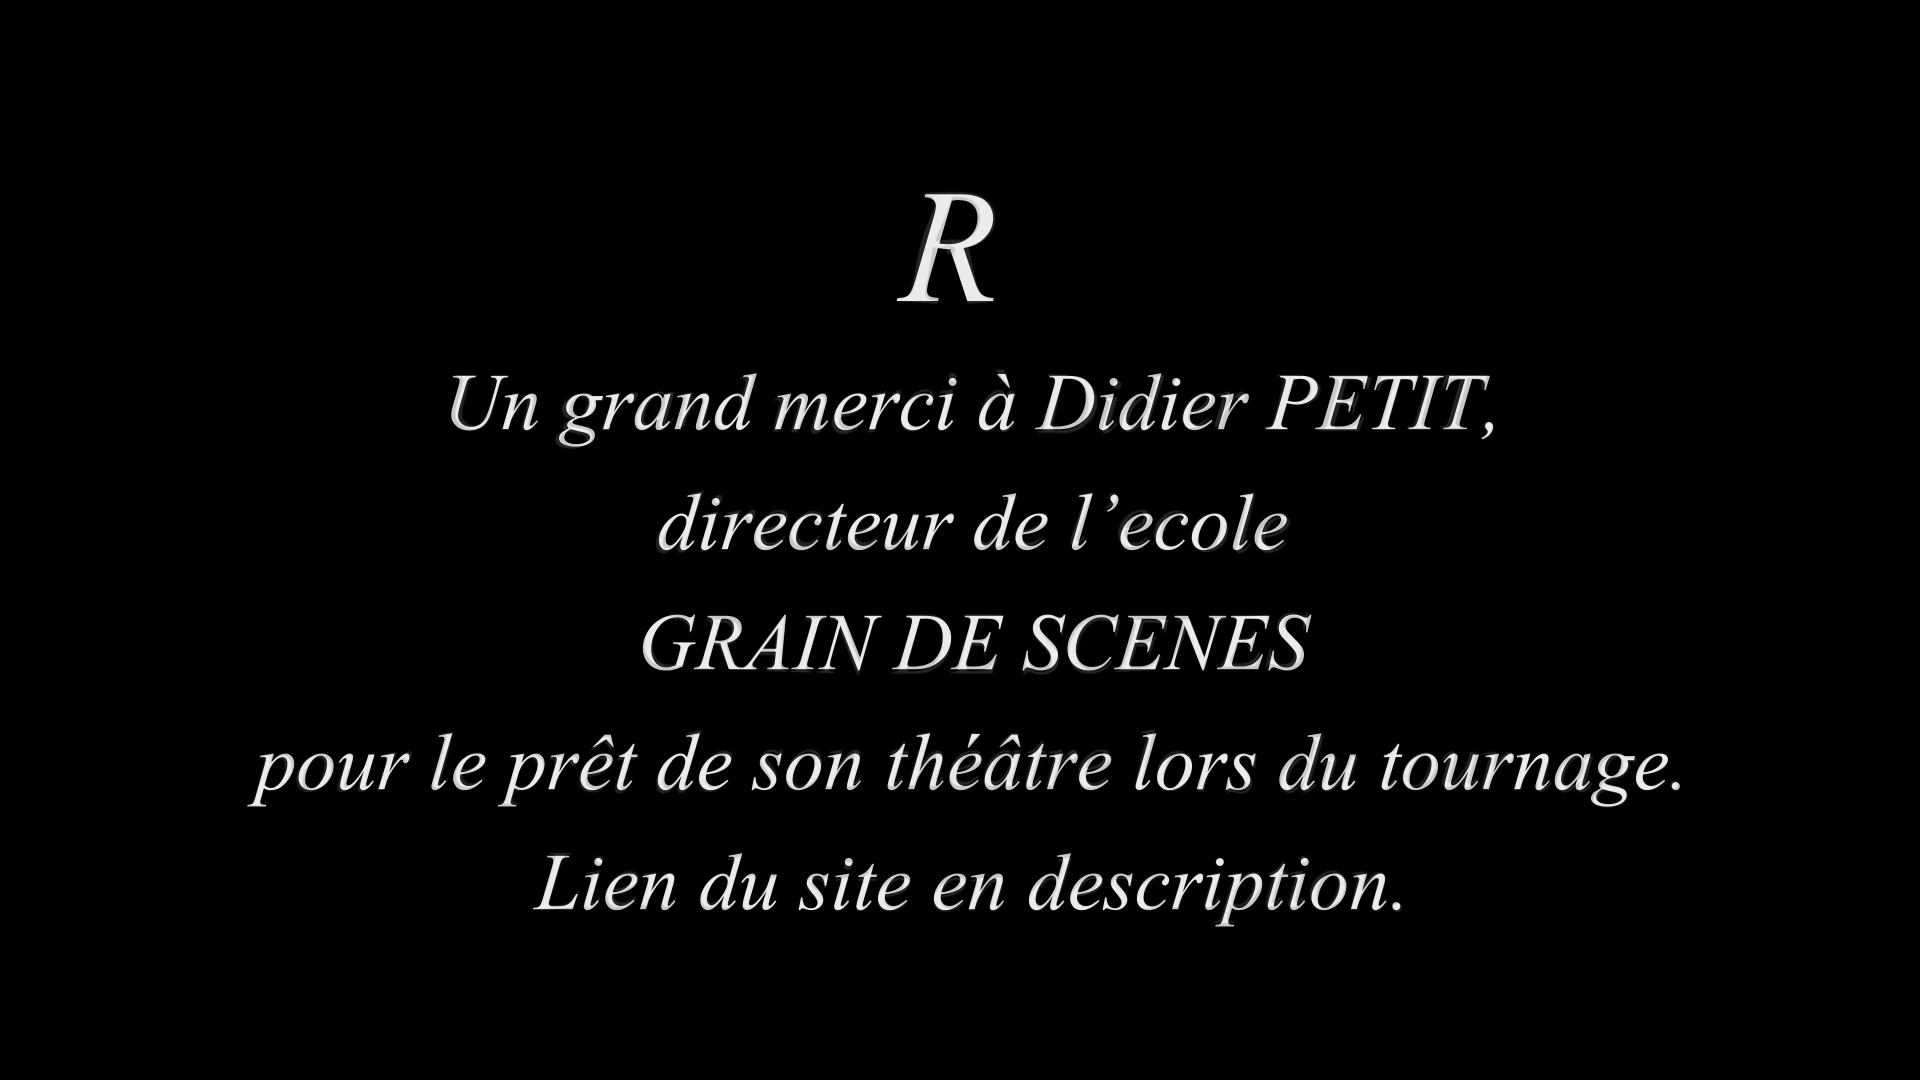 R
Un grand merci à Didier PETIT,
directeur de l’ecole
GRAIN DE SCENES
pour le prêt de son théâtre lors du tournage.
Lien du site en description.